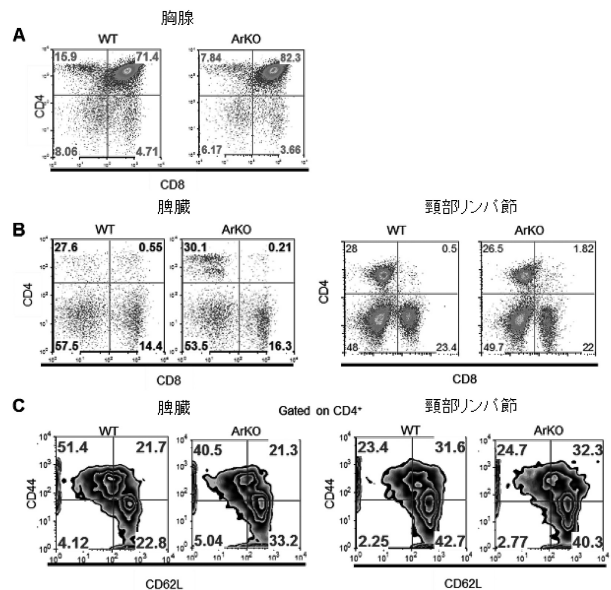 胸腺
A
WT ArKO
15.9 71.4 7.84 82.3
CD4
8.06 4.71 6.17 3.66
CD8
脾臓 頸部リンバ節
B
WT ArKO WT ArKO
27.6 0.55 30.1 0.21 28 0.5 26.5 1.82
CD4 CD4
57.5 14.4 53.5 16.3 48 23.4 49.7 22
CD8 CD8
C
脾臓 Gated on CD4⁺ 頸部リンバ節
WT ArKO WT ArKO
51.4 21.7 40.5 21.3 23.4 31.6 24.7 32.3
CD44 CD44
4.12 22.8 5.04 33.2 2.25 42.7 2.77 40.3
CD62L CD62L